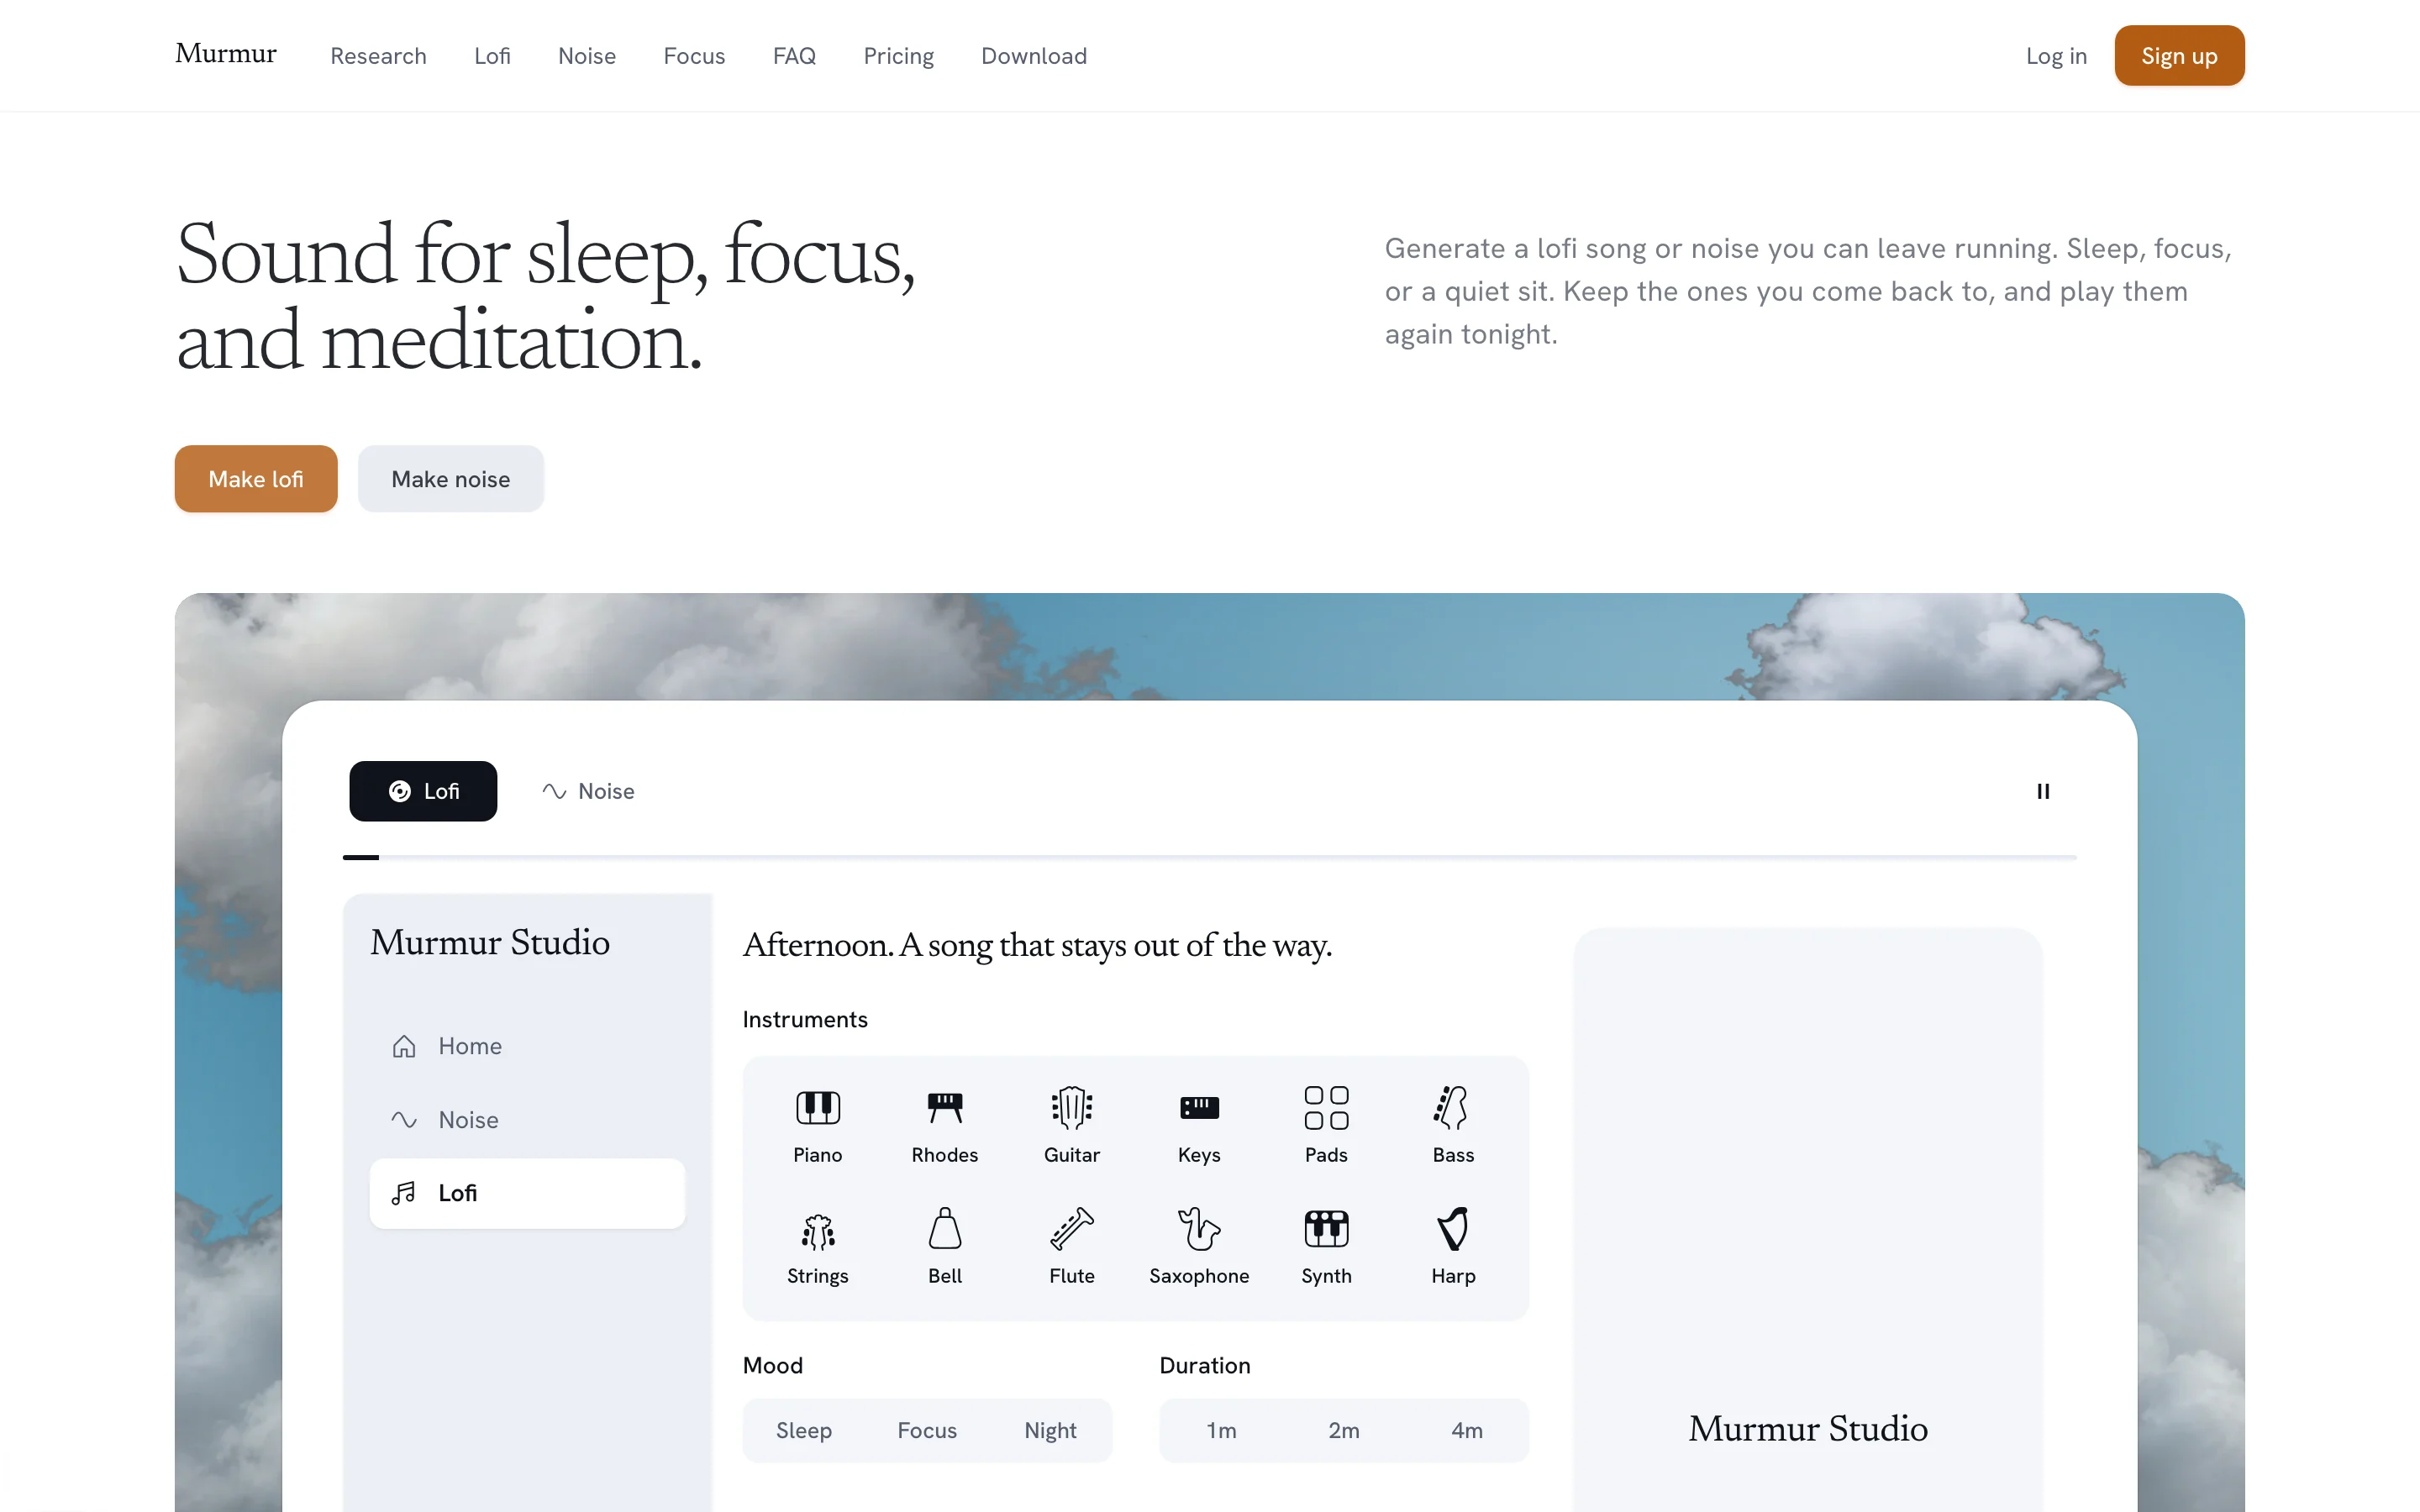 Murmur
Research
Lofi
Noise
Focus
FAQ
Pricing
Download
Log in
Sign up
Sound for sleep, focus,
and meditation.
Generate a lofi song or noise you can leave running. Sleep, focus,
or a quiet sit. Keep the ones you come back to, and play them
again tonight.
Make lofi
Make noise
Lofi
Noise
Murmur Studio
Home
Noise
Lofi
Afternoon. A song that stays out of the way.
Instruments
Piano
Rhodes
Guitar
Keys
Pads
Bass
Strings
Bell
Flute
Saxophone
Synth
Harp
Mood
Sleep
Focus
Night
Duration
1m
2m
4m
Murmur Studio